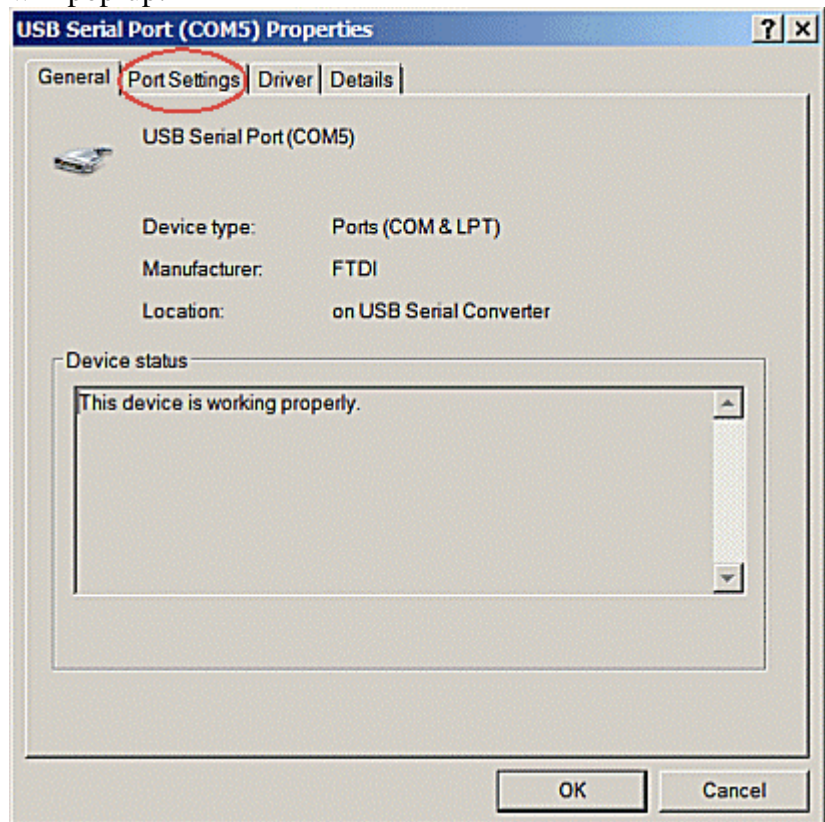 USB Serial Port (COM5) Properties ? ×
General Port Settings Driver Details
USB Serial Port (COM5)
Device type: Ports (COM & LPT)
Manufacturer: FTDI
Location: on USB Serial Converter
Device status
This device is working properly.
OK Cancel